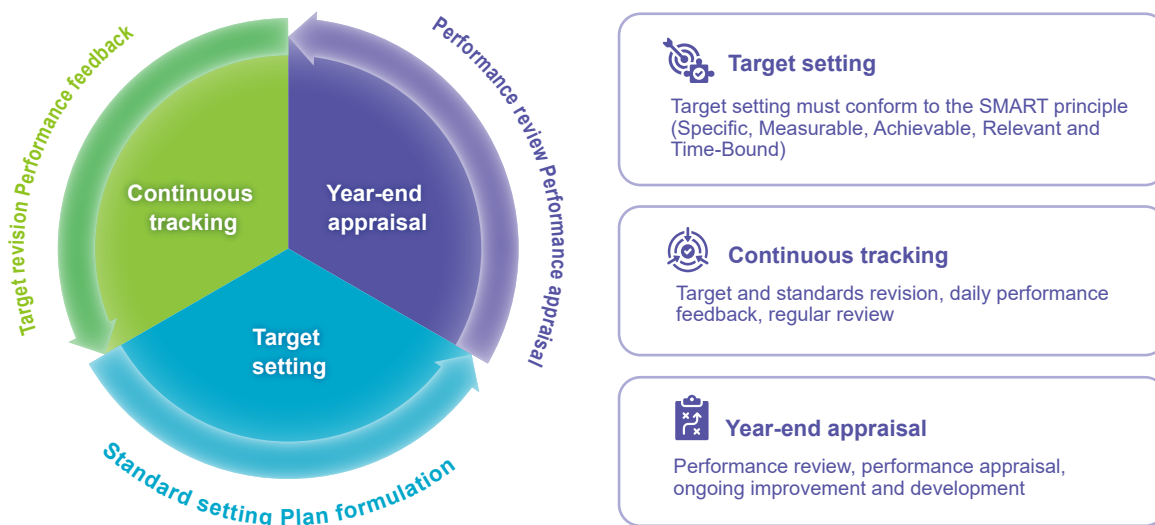 Target revision Performance feedback
Performance review Performance appraisal
Continuous
tracking
Year-end
appraisal
Target
setting
Standard setting Plan formulation
Target setting
Target setting must conform to the SMART principle
(Specific, Measurable, Achievable, Relevant and
Time-Bound)
Continuous tracking
Target and standards revision, daily performance
feedback, regular review
Year-end appraisal
Performance review, performance appraisal,
ongoing improvement and development